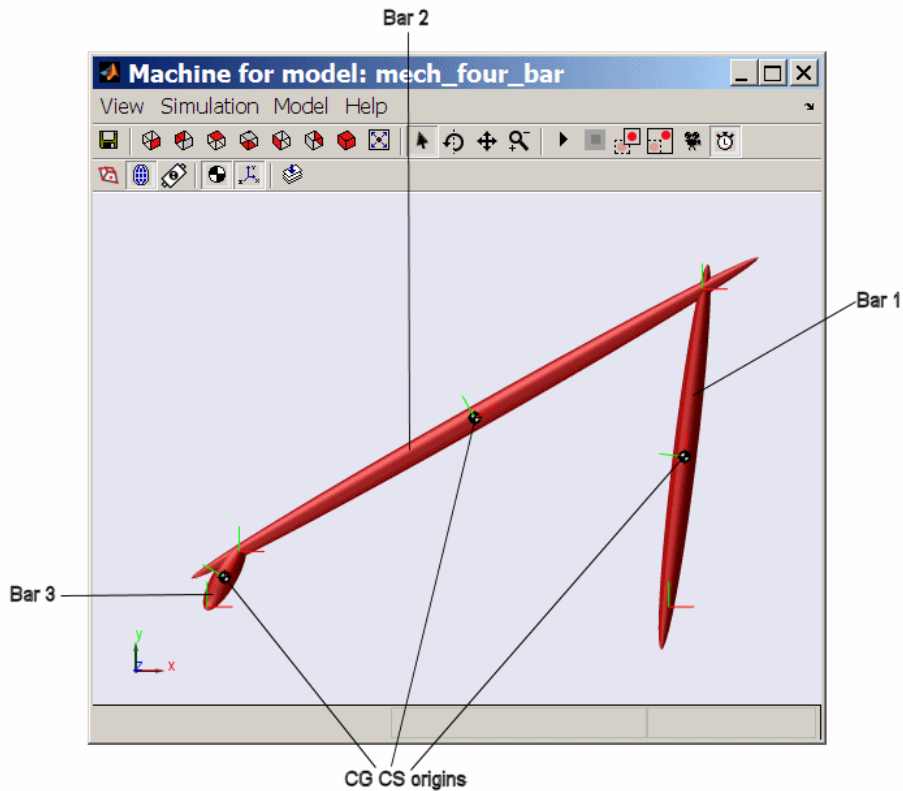 Bar 2
Machine for model: mech_four_bar
View Simulation Model Help
Bar 1
Bar 3
y
z x
CG CS origins